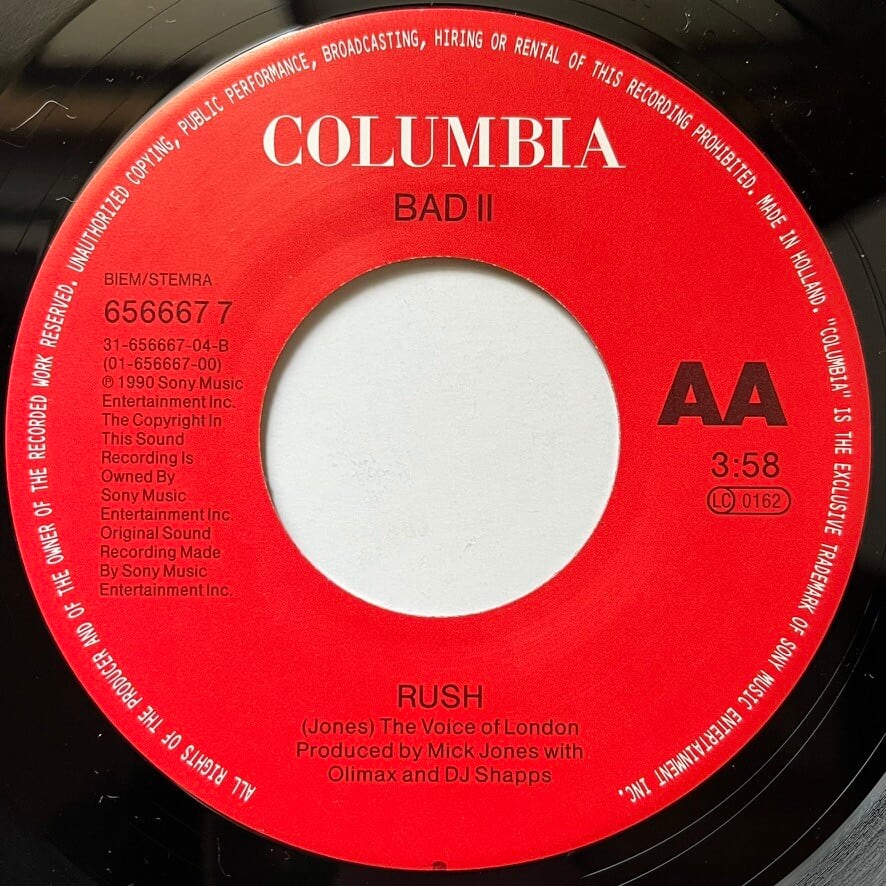 ALL RIGHTS OF THE PRODUCER AND OF THE OWNER OF THE RECORDED WORK RESERVED. UNAUTHORIZED COPYING, PUBLIC PERFORMANCE, BROADCASTING, HIRING OR RENTAL OF THIS RECORDING PROHIBITED. MADE IN HOLLAND. "COLUMBIA" IS THE EXCLUSIVE TRADEMARK OF SONY MUSIC ENTERTAINMENT INC.
COLUMBIA
BAD II
BIEM/STEMRA
656667 7
31-656667-04-B
(01-656667-00)
℗ 1990 Sony Music
Entertainment Inc.
The Copyright In
This Sound
Recording Is
Owned By
Sony Music
Entertainment Inc.
Original Sound
Recording Made
By Sony Music
Entertainment Inc.
AA
3:58
LC 0162
RUSH
(Jones) The Voice of London
Produced by Mick Jones with
Olimax and DJ Shapps